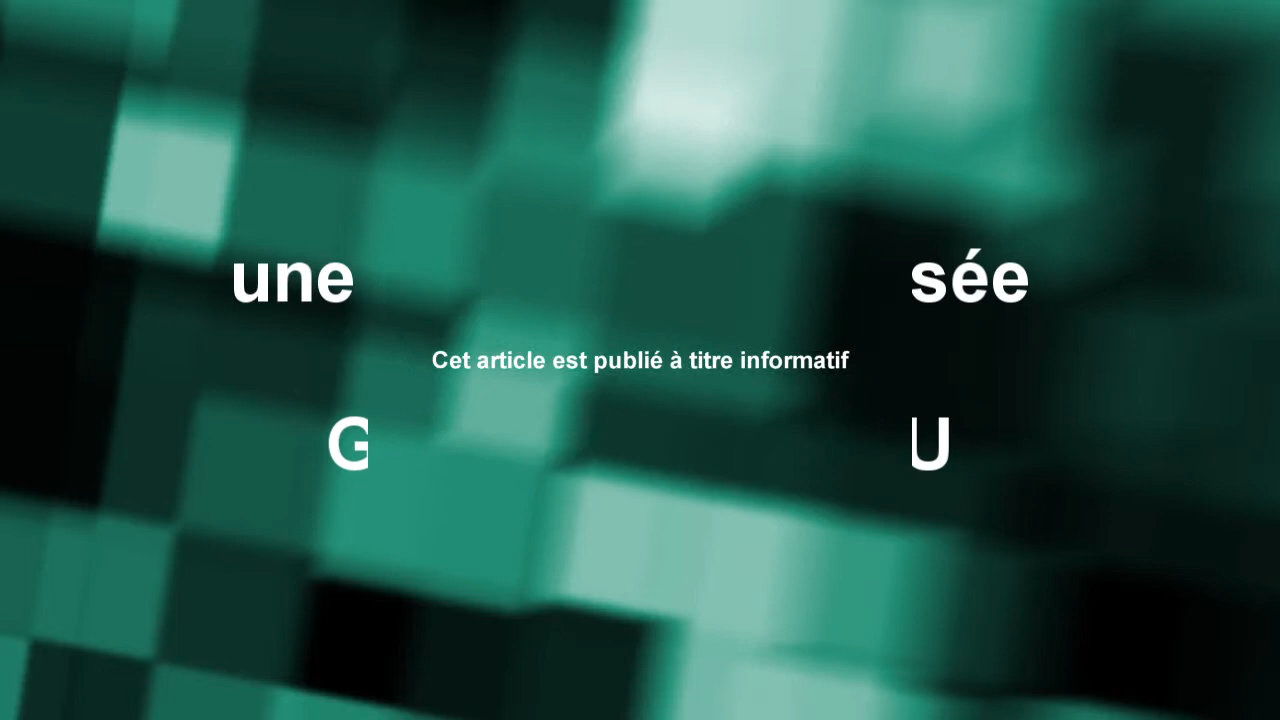 une sée
Cet article est publié à titre informatif
G U